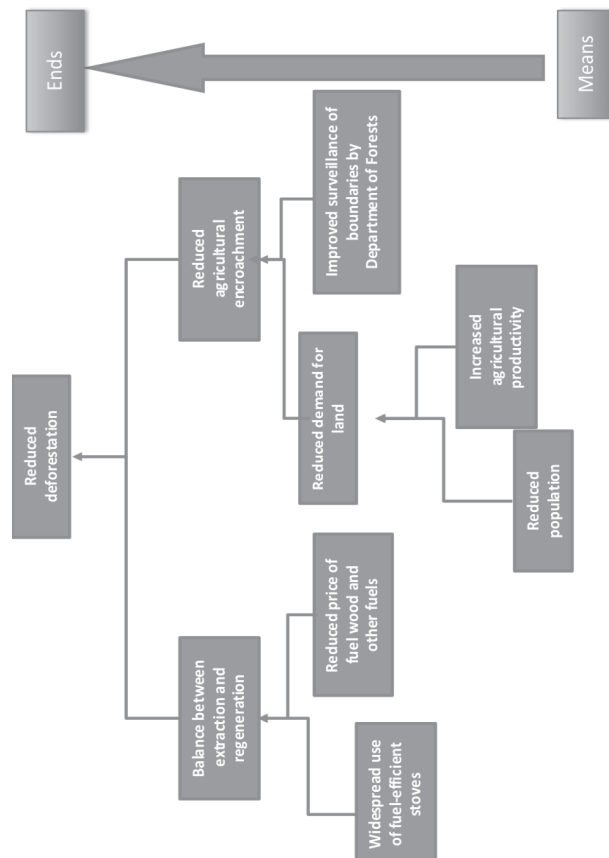 Reduced
deforestation
Balance between
extraction and
regeneration
Reduced
agricultural
encroachment
Widespread use
of fuel-efficient
stoves
Reduced price of
fuel wood and
other fuels
Reduced demand for
land
Improved surveillance of
boundaries by
Department of Forests
Reduced
population
Increased
agricultural
productivity
Ends
Means